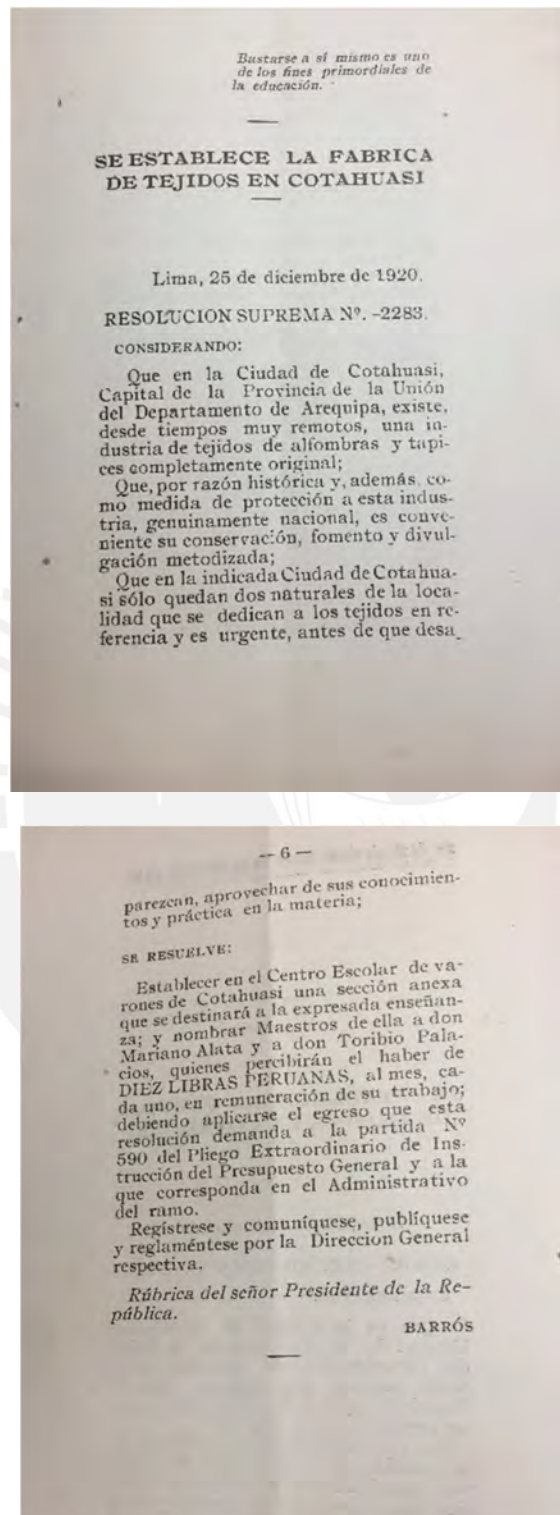 Bastarse a sí mismo es uno
de los fines primordiales de
la educación.
SE ESTABLECE LA FABRICA
DE TEJIDOS EN COTAHUASI
Lima, 25 de diciembre de 1920.
RESOLUCION SUPREMA Nº. -2283.
CONSIDERANDO:
Que en la Ciudad de Cotahuasi,
Capital de la Provincia de la Unión
del Departamento de Arequipa, existe,
desde tiempos muy remotos, una in-
dustria de tejidos de alfombras y tapi-
ces completamente original;
Que, por razón histórica y, además, co-
mo medida de protección a esta indus-
tria, genuinamente nacional, es conve-
niente su conservación, fomento y divul-
gación metodizada;
Que en la indicada Ciudad de Cotahua-
si sólo quedan dos naturales de la loca-
lidad que se dedican a los tejidos en re-
ferencia y es urgente, antes de que desa_
— 6 —
parezcan, aprovechar de sus conocimien-
tos y práctica en la materia;
SE RESUELVE:
Establecer en el Centro Escolar de va-
rones de Cotahuasi una sección anexa
que se destinará a la expresada enseñan-
za; y nombrar Maestros de ella a don
Mariano Alata y a don Toribio Pala-
cios, quienes percibirán el haber de
DIEZ LIBRAS PERUANAS, al mes, ca-
da uno, en remuneración de su trabajo;
debiendo aplicarse el egreso que esta
resolución demanda a la partida Nº
590 del Pliego Extraordinario de Ins-
trucción del Presupuesto General y a la
que corresponda en el Administrativo
del ramo.
Regístrese y comuníquese, publíquese
y reglaméntese por la Direccion General
respectiva.
Rúbrica del señor Presidente de la Re-
pública.
BARRÓS